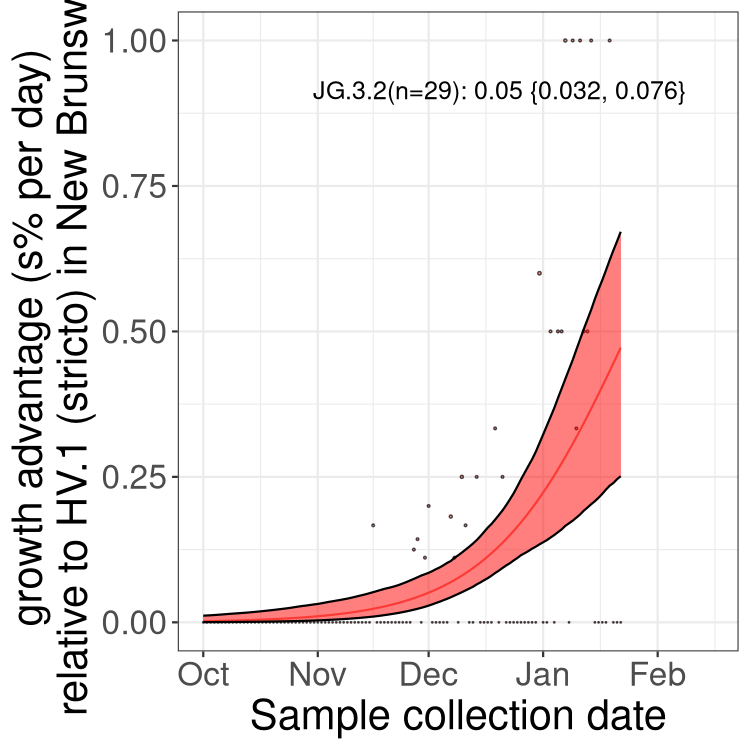 growth advantage (s% per day)
relative to HV.1 (stricto) in New Brunsw
1.00
0.75
0.50
0.25
0.00
JG.3.2(n=29): 0.05 {0.032, 0.076}
Oct Nov Dec Jan Feb
Sample collection date